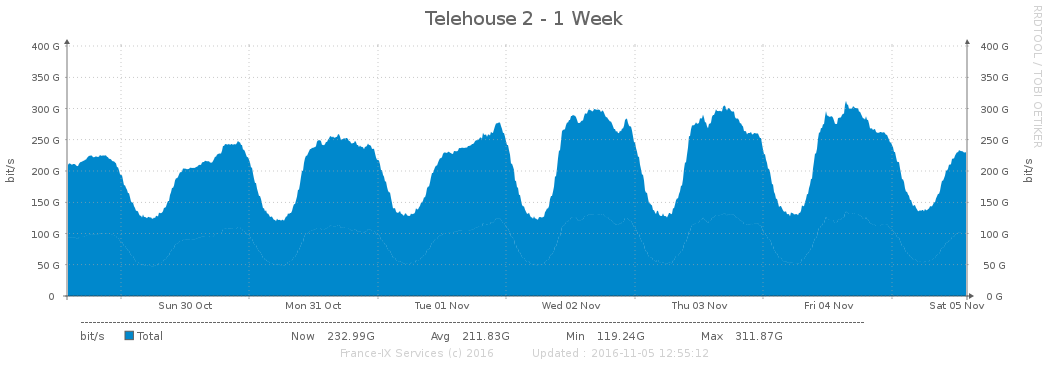 Telehouse 2 - 1 Week
RRDTOOL / TOBI OETIKER
400 G 400 G
350 G 350 G
300 G 300 G
250 G 250 G
200 G 200 G
150 G 150 G
100 G 100 G
50 G 50 G
0 0 G
bit/s bit/s
Sun 30 Oct Mon 31 Oct Tue 01 Nov Wed 02 Nov Thu 03 Nov Fri 04 Nov Sat 05 Nov
bit/s Total Now 232.99G Avg 211.83G Min 119.24G Max 311.87G
France-IX Services (c) 2016 Updated : 2016-11-05 12:55:12